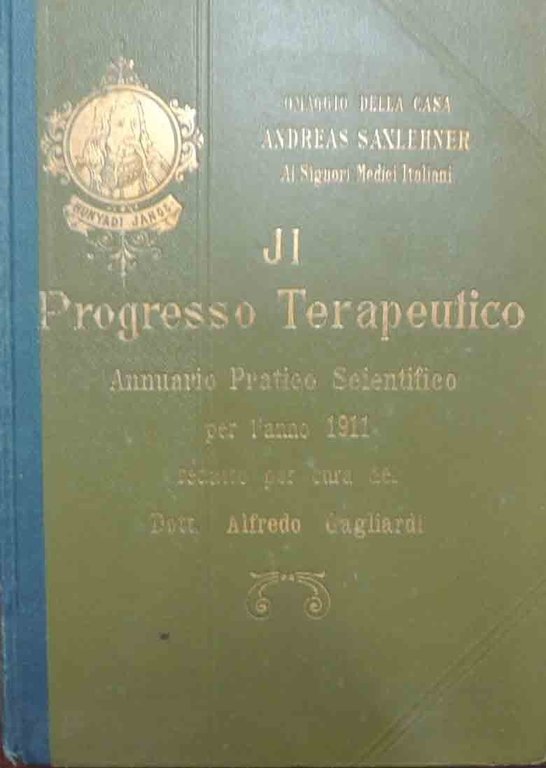 HUNYADI JANOS
OMAGGIO DELLA CASA
ANDREAS SAXLEHNER
Ai Signori Medici Italiani
Il
Progresso Terapeutico
Annuario Pratico Scientifico
per l'anno 1911
redatto per cura del
Dott. Alfredo Gagliardi